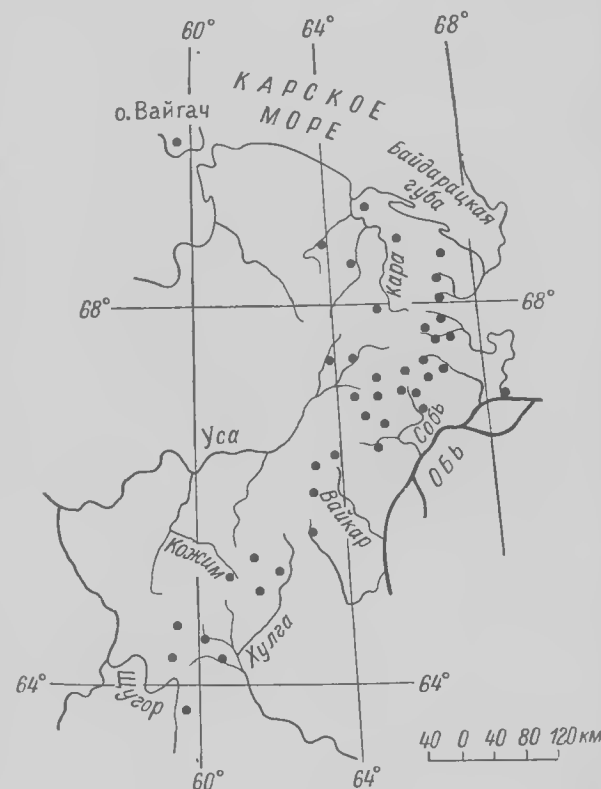 60°
64°
68°
КАРСКОЕ
МОРЕ
о. Вайгач
Байдарацкая
губа
Кара
68°
68°
Уса
Собь
Обь
Вайкар
Кожим
Хулга
64°
Щугор
64°
40 0 40 80 120 км
60°
64°